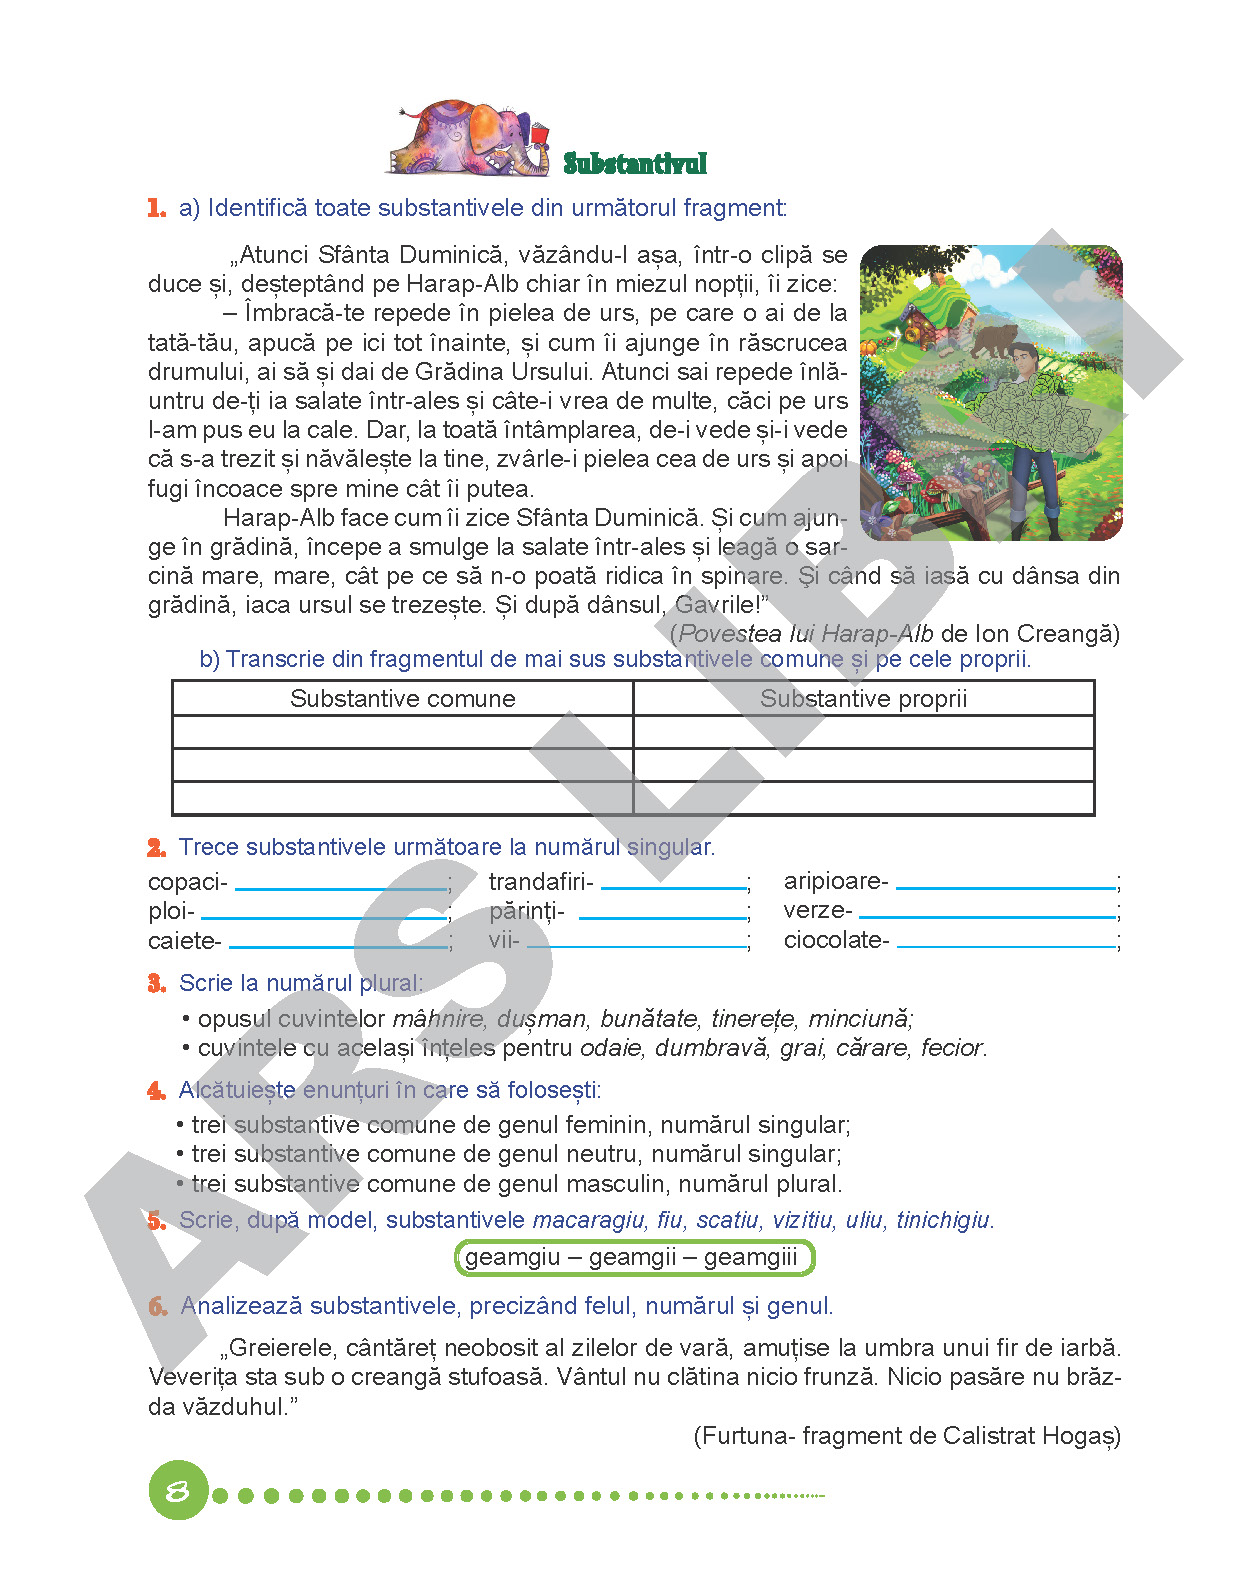 Substantivul
1. a) Identifică toate substantivele din următorul fragment:
„Atunci Sfânta Duminică, văzându-l așa, într-o clipă se
duce și, deșteptând pe Harap-Alb chiar în miezul nopții, îi zice:
– Îmbracă-te repede în pielea de urs, pe care o ai de la
tată-tău, apucă pe ici tot înainte, și cum îi ajunge în răscrucea
drumului, ai să și dai de Grădina Ursului. Atunci sai repede înlă-
untru de-ți ia salate într-ales și câte-i vrea de multe, căci pe urs
l-am pus eu la cale. Dar, la toată întâmplarea, de-i vede și-i vede
că s-a trezit și năvălește la tine, zvârle-i pielea cea de urs și apoi
fugi încoace spre mine cât îi putea.
Harap-Alb face cum îi zice Sfânta Duminică. Și cum ajun-
ge în grădină, începe a smulge la salate într-ales și leagă o sar-
cină mare, mare, cât pe ce să n-o poată ridica în spinare. Şi când să iasă cu dânsa din
grădină, iaca ursul se trezește. Și după dânsul, Gavrile!”
(Povestea lui Harap-Alb de Ion Creangă)
b) Transcrie din fragmentul de mai sus substantivele comune și pe cele proprii.
Substantive comune Substantive proprii
2. Trece substantivele următoare la numărul singular.
copaci- ; trandafiri- ; aripioare- ;
ploi- ; părinți- ; verze- ;
caiete- ; vii- ; ciocolate- ;
3. Scrie la numărul plural:
• opusul cuvintelor mâhnire, dușman, bunătate, tinerețe, minciună;
• cuvintele cu același înțeles pentru odaie, dumbravă, grai, cărare, fecior.
4. Alcătuiește enunțuri în care să folosești:
• trei substantive comune de genul feminin, numărul singular;
• trei substantive comune de genul neutru, numărul singular;
• trei substantive comune de genul masculin, numărul plural.
5. Scrie, după model, substantivele macaragiu, fiu, scatiu, vizitiu, uliu, tinichigiu.
geamgiu – geamgii – geamgiii
6. Analizează substantivele, precizând felul, numărul și genul.
„Greierele, cântăreț neobosit al zilelor de vară, amuțise la umbra unui fir de iarbă.
Veverița sta sub o creangă stufoasă. Vântul nu clătina nicio frunză. Nicio pasăre nu brăz-
da văzduhul.”
(Furtuna- fragment de Calistrat Hogaș)
8
ARS LIBRI